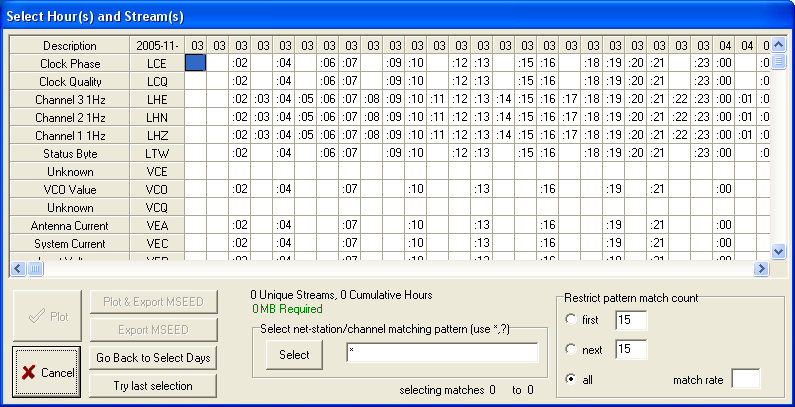 Select Hour(s) and Stream(s)
Description 2005-11- 03 03 03 03 03 03 03 03 03 03 03 03 03 03 03 03 03 03 03 03 03 03 03 03 04 04 0
Clock Phase LCE :02 :04 :06 :07 :09 :10 :12 :13 :15 :16 :18 :19 :20 :21 :23 :00 :0
Clock Quality LCQ :02 :04 :06 :07 :09 :10 :12 :13 :15 :16 :18 :19 :20 :21 :23 :00 :0
Channel 3 1Hz LHE :02 :03 :04 :05 :06 :07 :08 :09 :10 :11 :12 :13 :14 :15 :16 :17 :18 :19 :20 :21 :22 :23 :00 :01 :0
Channel 2 1Hz LHN :02 :03 :04 :05 :06 :07 :08 :09 :10 :11 :12 :13 :14 :15 :16 :17 :18 :19 :20 :21 :22 :23 :00 :01 :0
Channel 1 1Hz LHZ :02 :03 :04 :05 :06 :07 :08 :09 :10 :11 :12 :13 :14 :15 :16 :17 :18 :19 :20 :21 :22 :23 :00 :01 :0
Status Byte LTW :02 :04 :06 :07 :09 :10 :12 :13 :15 :16 :18 :19 :20 :21 :23 :00 :0
Unknown VCE
VCO Value VCO :02 :04 :07 :10 :13 :16 :19 :21 :00
Unknown VCQ
Antenna Current VEA :02 :04 :07 :10 :13 :16 :19 :21 :00
System Current VEC :02 :04 :07 :10 :13 :16 :19 :21 :00
Plot
Plot & Export MSEED
Export MSEED
Cancel
Go Back to Select Days
Try last selection
0 Unique Streams, 0 Cumulative Hours
0 MB Required
Select net-station/channel matching pattern (use *,?)
Select *
selecting matches 0 to 0
Restrict pattern match count
first 15
next 15
all match rate